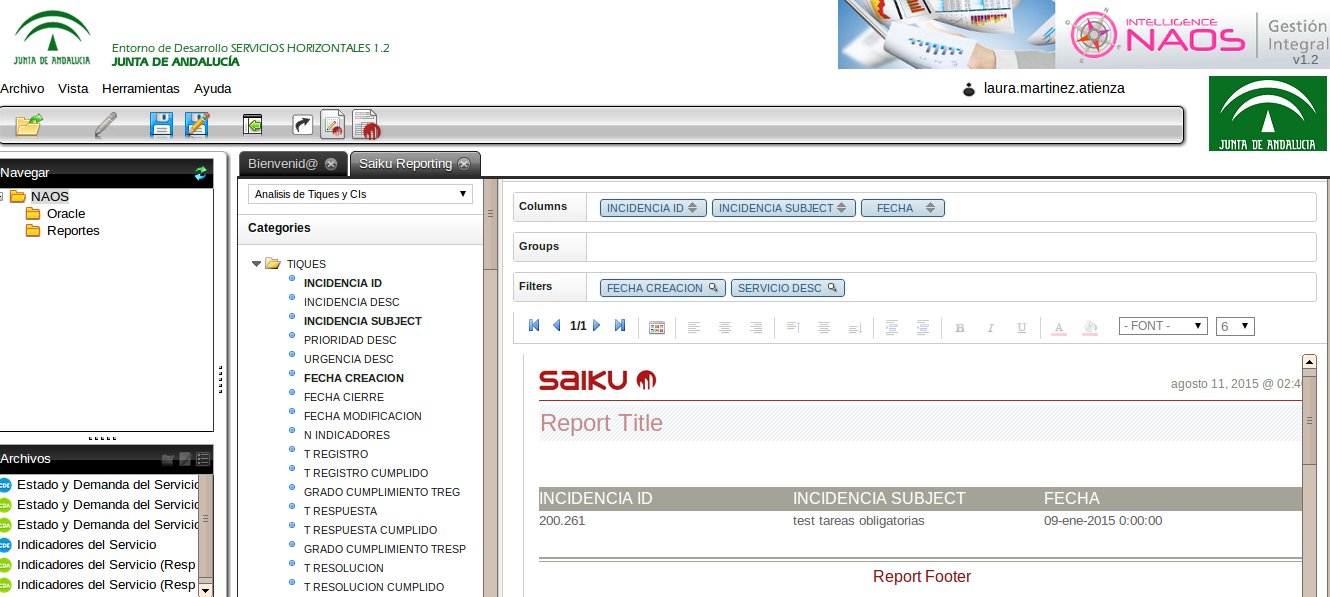 JUNTA DE ANDALUCIA
Entorno de Desarrollo SERVICIOS HORIZONTALES 1.2
JUNTA DE ANDALUCÍA
INTELLIGENCE
NAOS
Gestión
Integral
v1.2
Archivo Vista Herramientas Ayuda
laura.martinez.atienza
JUNTA DE ANDALUCIA
Navegar
NAOS
Oracle
Reportes
Archivos
Estado y Demanda del Servicio
Estado y Demanda del Servicio
Estado y Demanda del Servicio
Indicadores del Servicio
Indicadores del Servicio (Resp
Indicadores del Servicio (Resp
Bienvenid@ Saiku Reporting
Analisis de Tiques y CIs
Categories
TIQUES
INCIDENCIA ID
INCIDENCIA DESC
INCIDENCIA SUBJECT
PRIORIDAD DESC
URGENCIA DESC
FECHA CREACION
FECHA CIERRE
FECHA MODIFICACION
N INDICADORES
T REGISTRO
T REGISTRO CUMPLIDO
GRADO CUMPLIMIENTO TREG
T RESPUESTA
T RESPUESTA CUMPLIDO
GRADO CUMPLIMIENTO TRESP
T RESOLUCION
T RESOLUCION CUMPLIDO
Columns INCIDENCIA ID INCIDENCIA SUBJECT FECHA
Groups
Filters FECHA CREACION SERVICIO DESC
1/1 B I U A - FONT - 6
saiku
agosto 11, 2015 @ 02:4
Report Title
INCIDENCIA ID INCIDENCIA SUBJECT FECHA
200.261 test tareas obligatorias 09-ene-2015 0:00:00
Report Footer